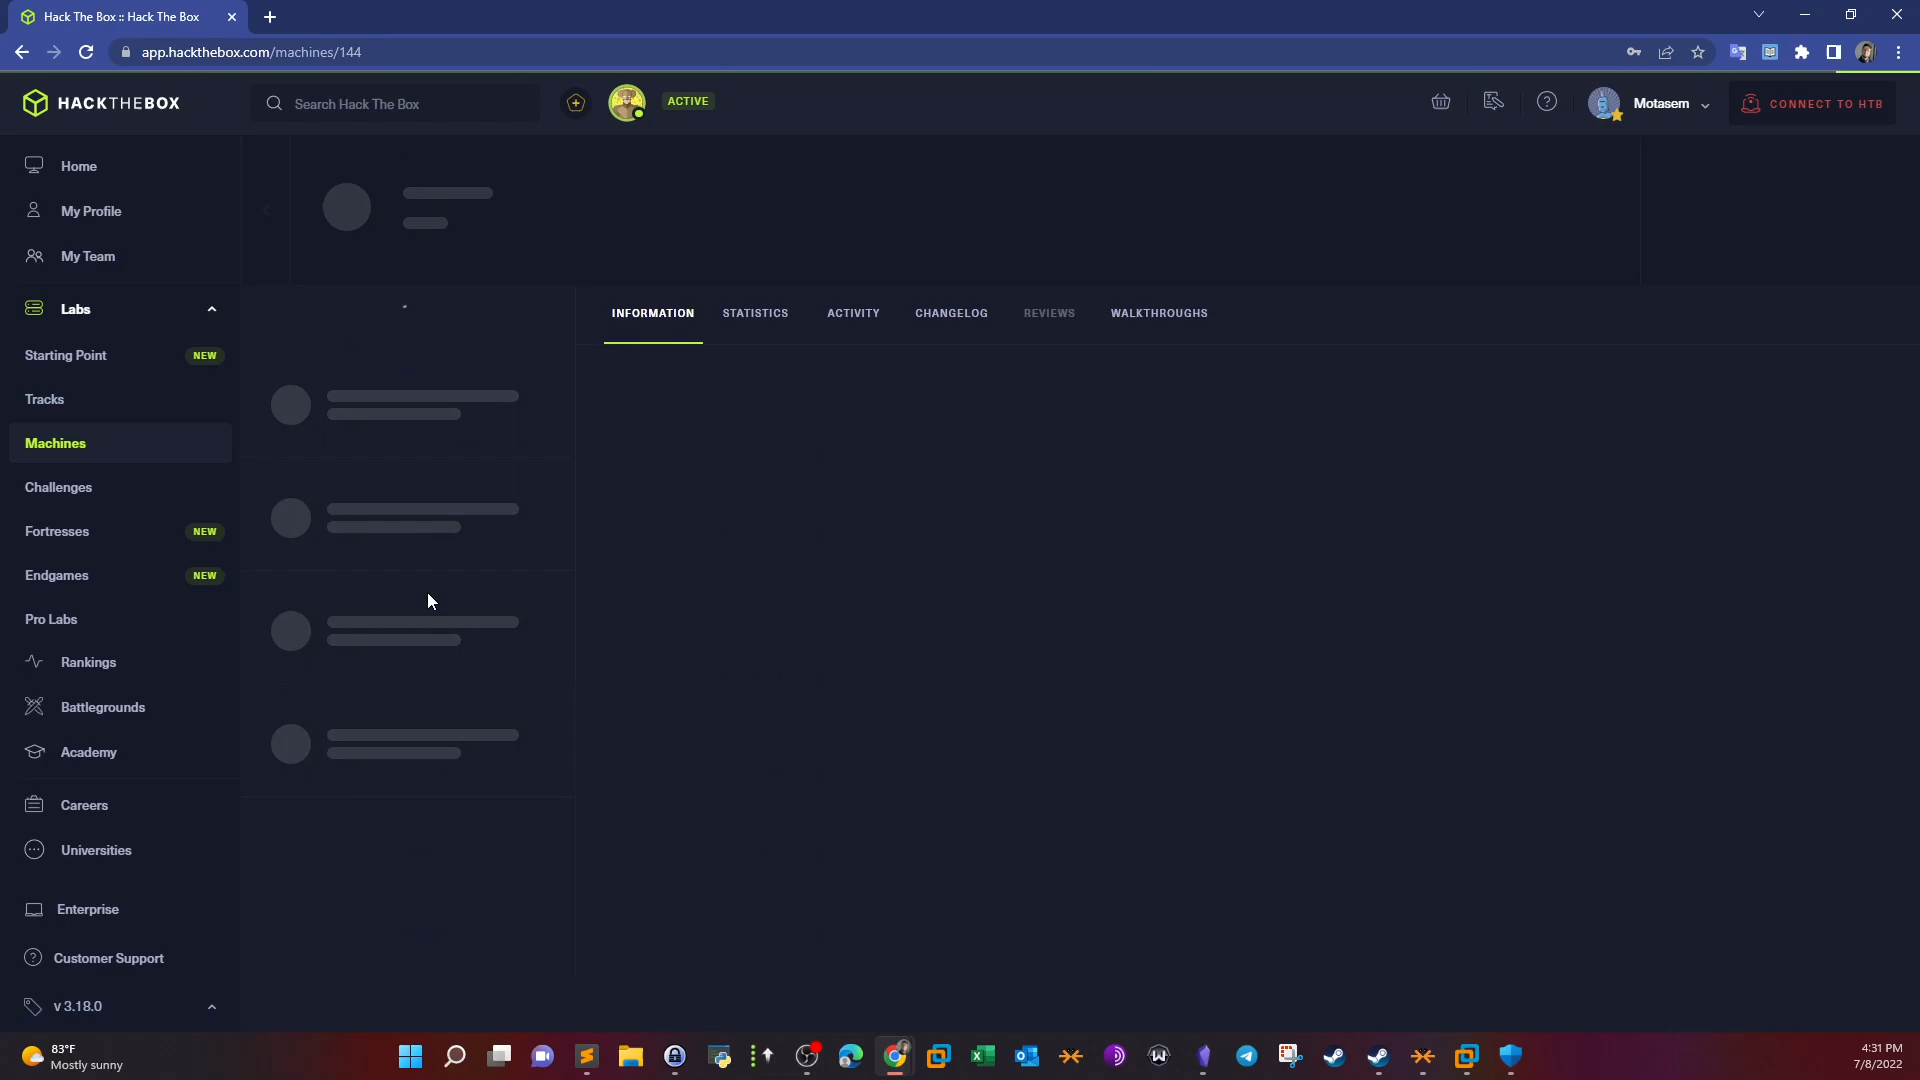 Hack The Box :: Hack The Box
app.hackthebox.com/machines/144
HACKTHEBOX
Search Hack The Box
ACTIVE
Motasem
CONNECT TO HTB
Home
My Profile
My Team
Labs
Starting Point NEW
Tracks
Machines
Challenges
Fortresses NEW
Endgames NEW
Pro Labs
Rankings
Battlegrounds
Academy
Careers
Universities
Enterprise
Customer Support
v 3.18.0
INFORMATION STATISTICS ACTIVITY CHANGELOG REVIEWS WALKTHROUGHS
83°F
Mostly sunny
4:31 PM
7/8/2022